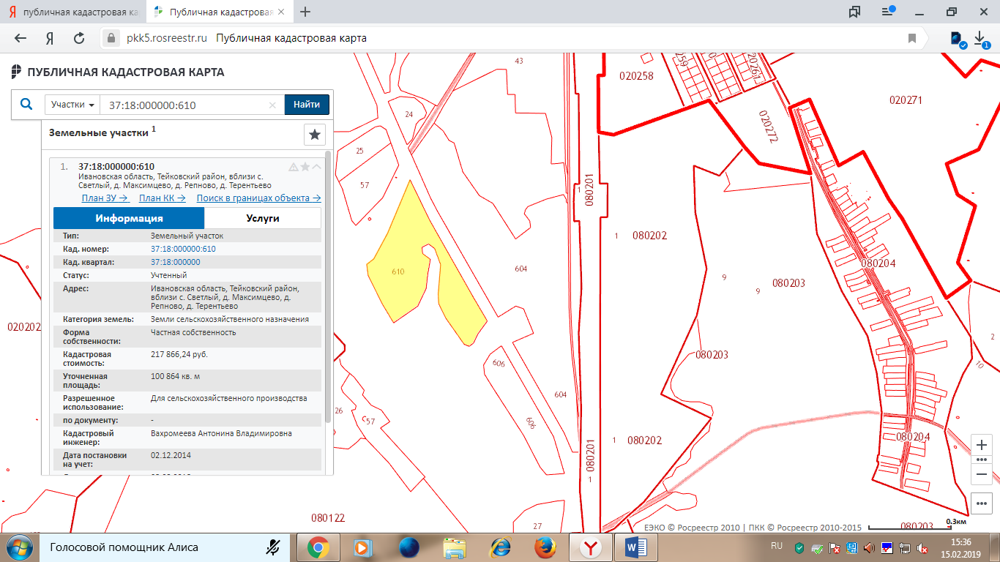 публичная кадастровая ка
Публичная кадастровая
pkk5.rosreestr.ru Публичная кадастровая карта
1
ПУБЛИЧНАЯ КАДАСТРОВАЯ КАРТА
Участки 37:18:000000:610 Найти
Земельные участки 1
1. 37:18:000000:610
Ивановская область, Тейковский район, вблизи с.
Светлый, д. Максимцево, д. Репново, д. Терентьево
План ЗУ → План КК → Поиск в границах объекта →
Информация Услуги
Тип: Земельный участок
Кад. номер: 37:18:000000:610
Кад. квартал: 37:18:000000
Статус: Учтенный
Адрес: Ивановская область, Тейковский район,
вблизи с. Светлый, д. Максимцево, д.
Репново, д. Терентьево
Категория земель: Земли сельскохозяйственного назначения
Форма
собственности: Частная собственность
Кадастровая
стоимость: 217 866,24 руб.
Уточненная
площадь: 100 864 кв. м
Разрешенное
использование: Для сельскохозяйственного производства
по документу: -
Кадастровый
инженер: Вахромеева Антонина Владимировна
Дата постановки
на учет: 02.12.2014
43
24
25
57
610
604
606
604
606
26
57
27
020202
080122
080201
1
080201
1
1 080202
1 080202
020258
259
020261
020272
020271
9
9
080203
080203
080204
080204
2
10
080203
0.3км
ЕЭКО © Росреестр 2010 | ПКК © Росреестр 2010-2015
Голосовой помощник Алиса
RU
15:36
15.02.2019